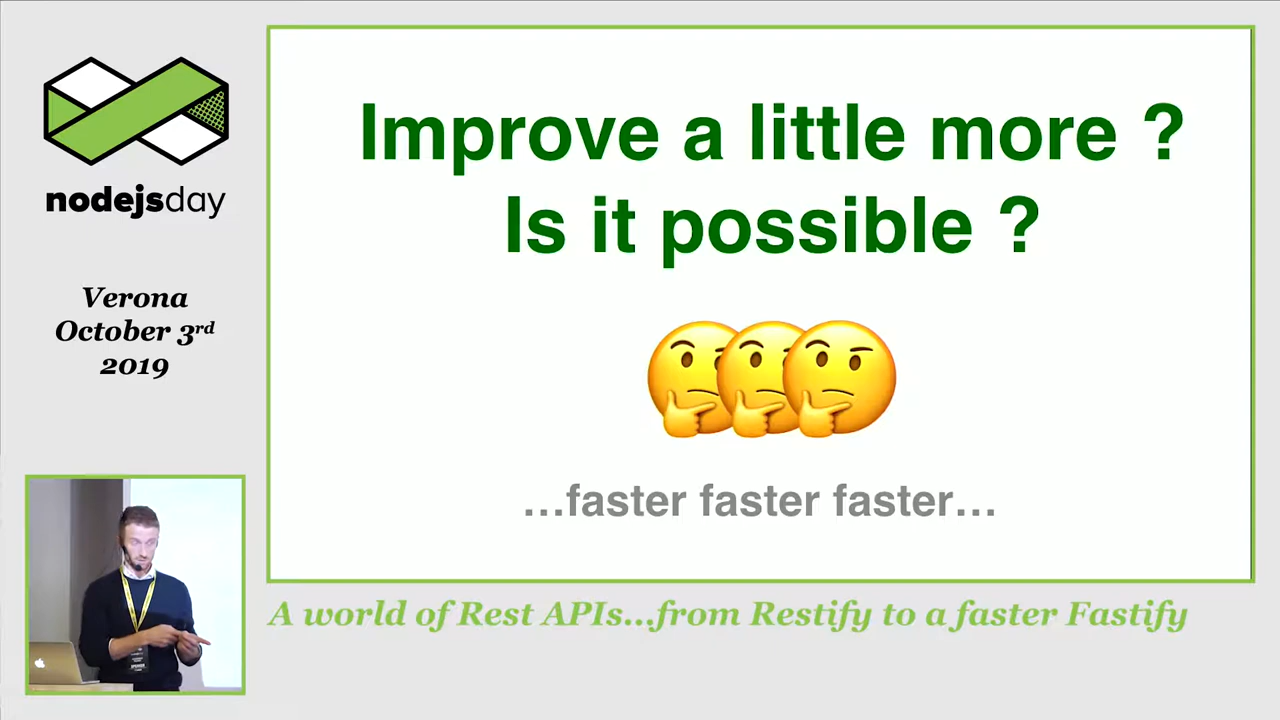 nodejsday
Verona
October 3rd
2019
Improve a little more ?
Is it possible ?
...faster faster faster...
A world of Rest APIs...from Restify to a faster Fastify